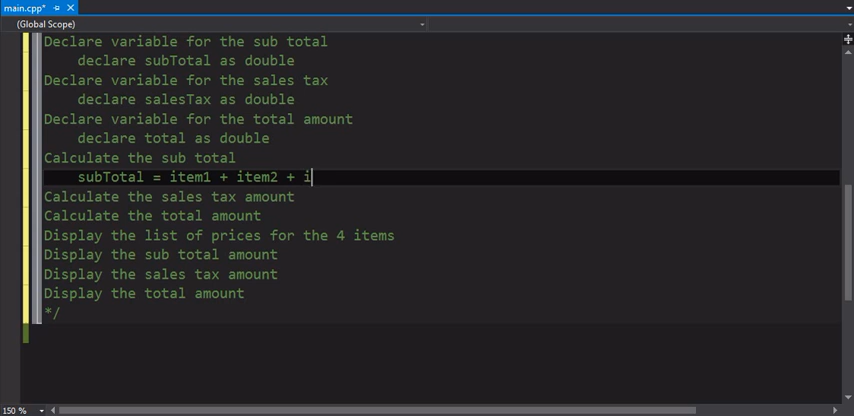 main.cpp*
(Global Scope)
Declare variable for the sub total
declare subTotal as double
Declare variable for the sales tax
declare salesTax as double
Declare variable for the total amount
declare total as double
Calculate the sub total
subTotal = item1 + item2 + i
Calculate the sales tax amount
Calculate the total amount
Display the list of prices for the 4 items
Display the sub total amount
Display the sales tax amount
Display the total amount
*/
150 %